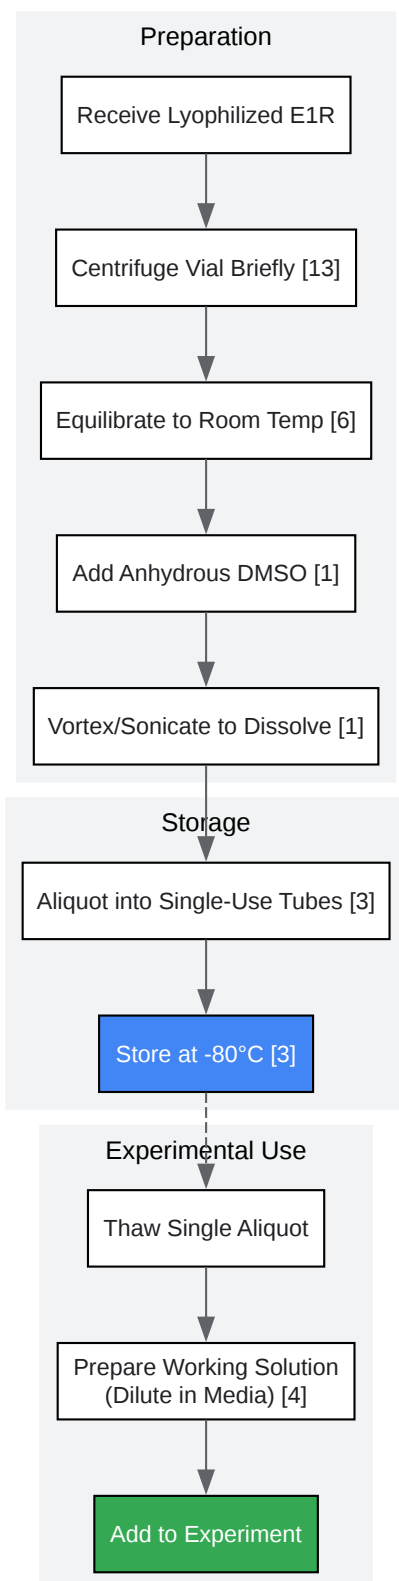 Preparation
Receive Lyophilized E1R
Centrifuge Vial Briefly [13]
Equilibrate to Room Temp [6]
Add Anhydrous DMSO [1]
Vortex/Sonicate to Dissolve [1]
Storage
Aliquot into Single-Use Tubes [3]
Store at -80°C [3]
Experimental Use
Thaw Single Aliquot
Prepare Working Solution
(Dilute in Media) [4]
Add to Experiment